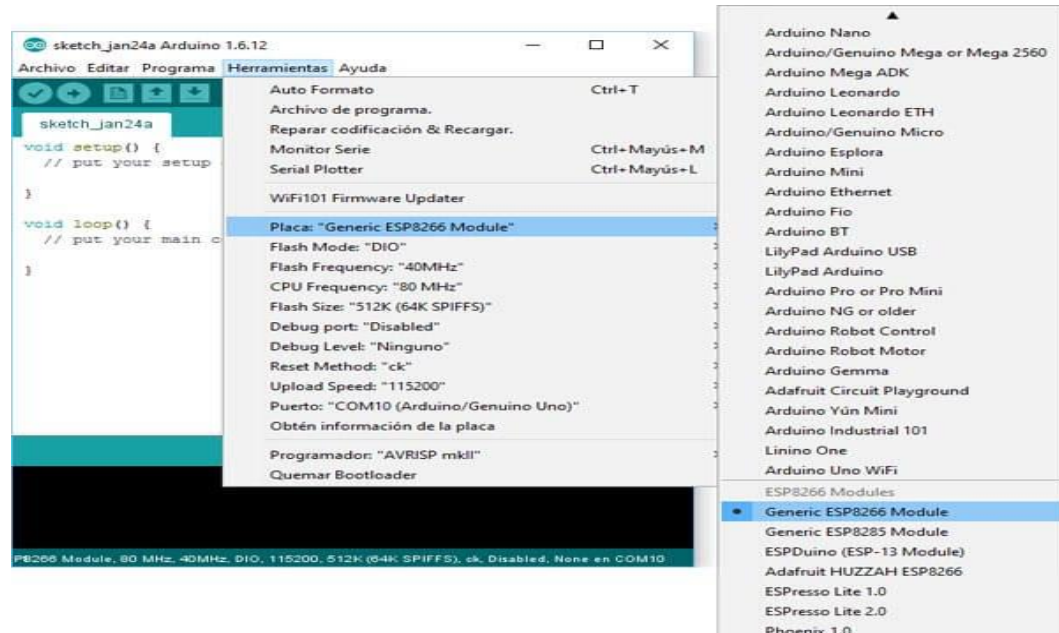 sketch_jan24a Arduino 1.6.12
Archivo Editar Programa Herramientas Ayuda
sketch_jan24a
void setup() {
// put your setup
}
void loop() {
// put your main c
}
Auto Formato Ctrl+T
Archivo de programa.
Reparar codificación & Recargar.
Monitor Serie Ctrl+Mayús+M
Serial Plotter Ctrl+Mayús+L
WiFi101 Firmware Updater
Placa: "Generic ESP8266 Module"
Flash Mode: "DIO"
Flash Frequency: "40MHz"
CPU Frequency: "80 MHz"
Flash Size: "512K (64K SPIFFS)"
Debug port: "Disabled"
Debug Level: "Ninguno"
Reset Method: "ck"
Upload Speed: "115200"
Puerto: "COM10 (Arduino/Genuino Uno)"
Obtén información de la placa
Programador: "AVRISP mkII"
Quemar Bootloader
8266 Module, 80 MHz, 40MHz, DIO, 115200, 512K (64K SPIFFS), ck, Disabled, None en COM10
Arduino Nano
Arduino/Genuino Mega or Mega 2560
Arduino Mega ADK
Arduino Leonardo
Arduino Leonardo ETH
Arduino/Genuino Micro
Arduino Esplora
Arduino Mini
Arduino Ethernet
Arduino Fio
Arduino BT
LilyPad Arduino USB
LilyPad Arduino
Arduino Pro or Pro Mini
Arduino NG or older
Arduino Robot Control
Arduino Robot Motor
Arduino Gemma
Adafruit Circuit Playground
Arduino Yún Mini
Arduino Industrial 101
Linino One
Arduino Uno WiFi
ESP8266 Modules
Generic ESP8266 Module
Generic ESP8285 Module
ESPDuino (ESP-13 Module)
Adafruit HUZZAH ESP8266
ESPresso Lite 1.0
ESPresso Lite 2.0
Phoenix 1.0